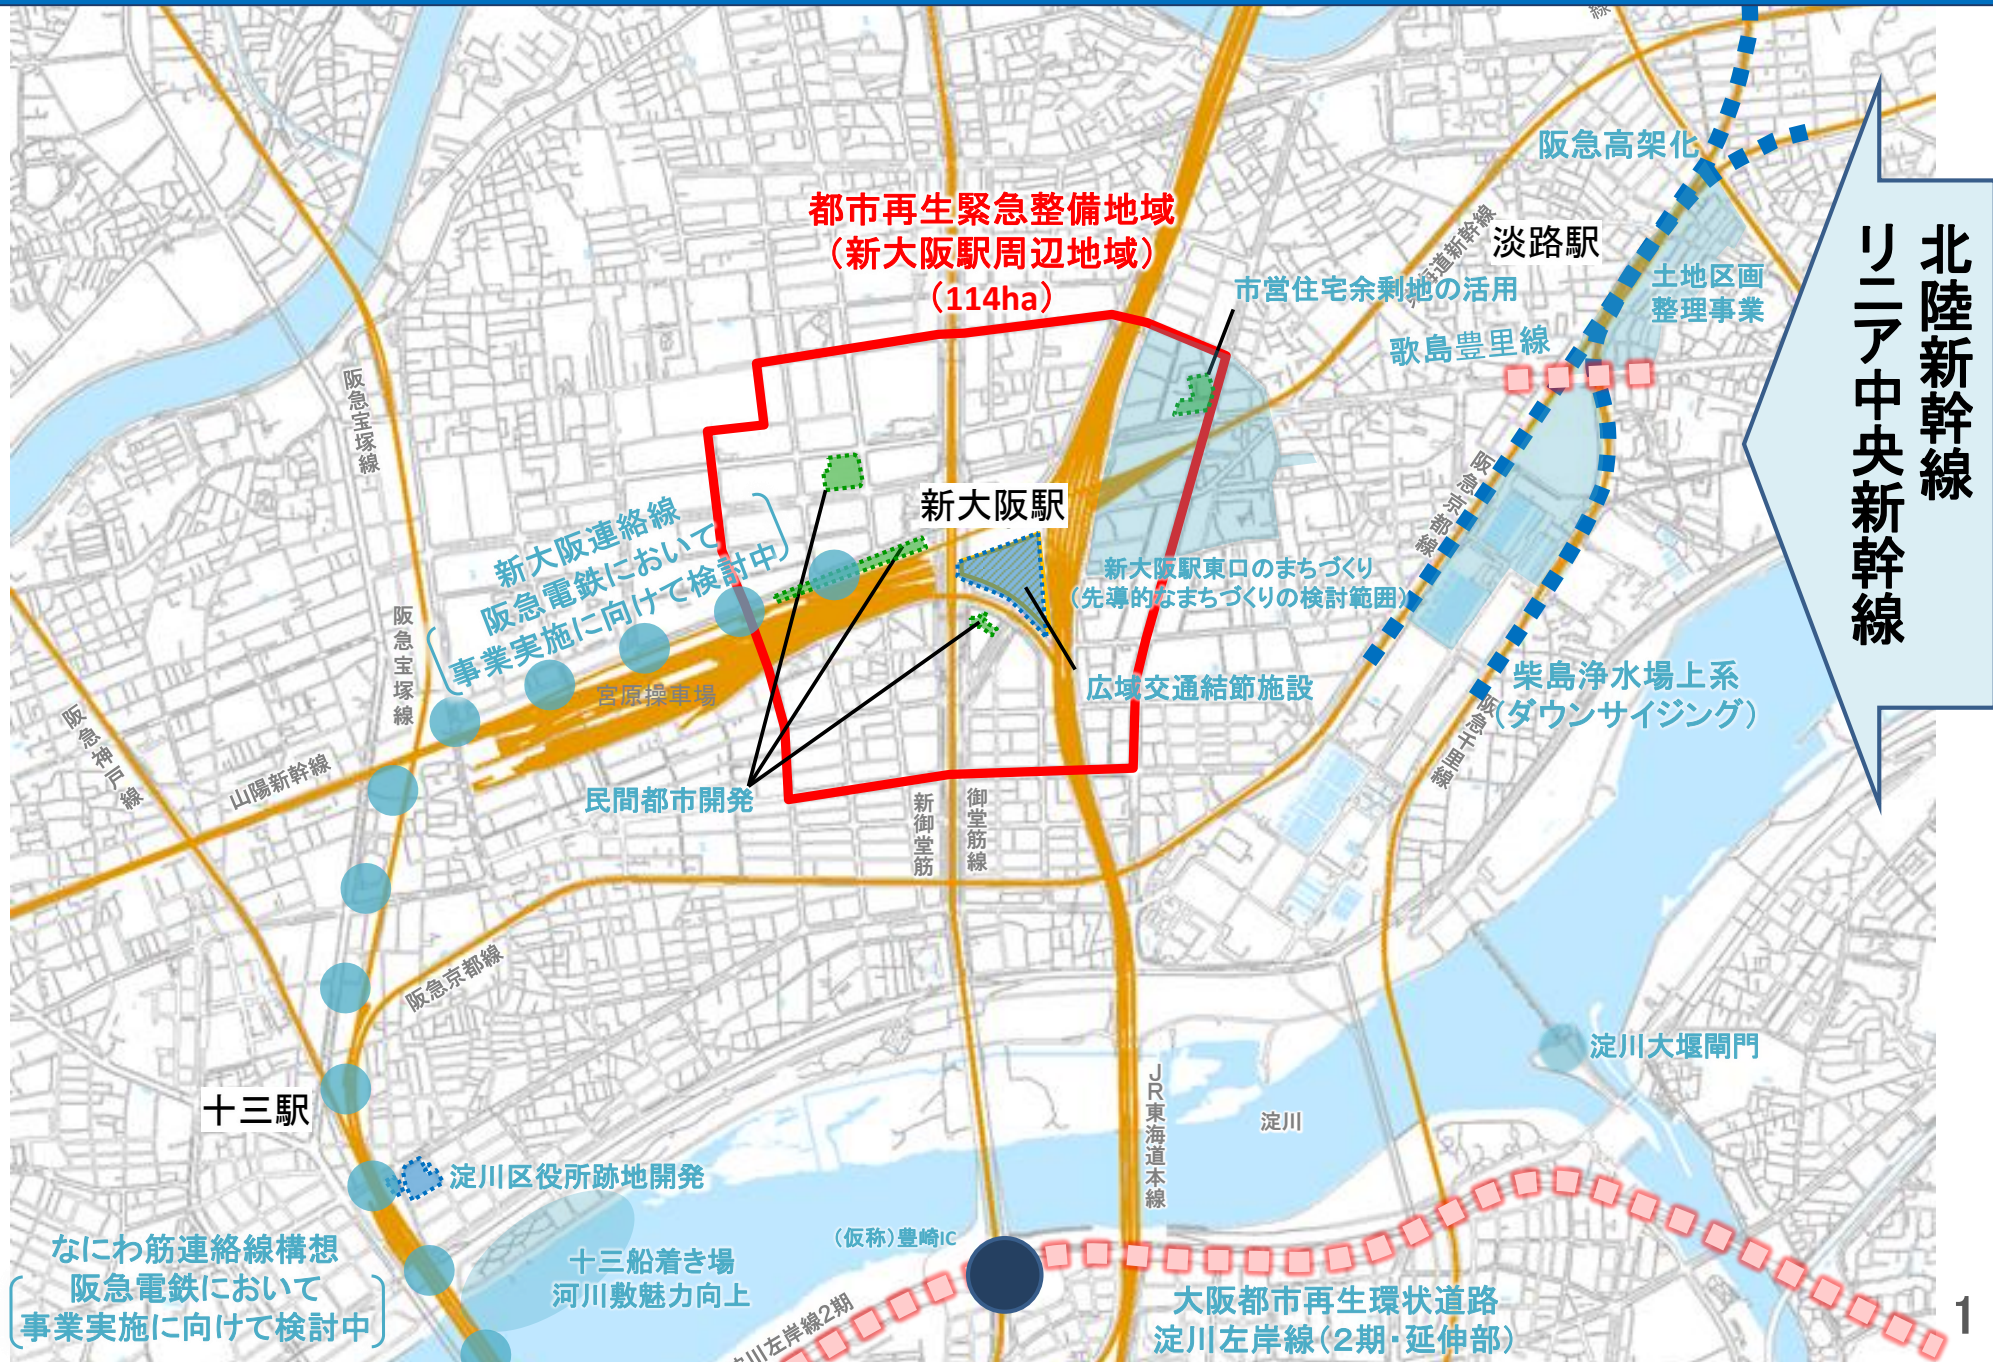 線
阪急高架化
都市再生緊急整備地域
（新大阪駅周辺地域）
（114ha）
淡路駅
海道新幹線
市営住宅余剰地の活用
土地区画
整理事業
歌島豊里線
北陸新幹線
リニア中央新幹線
阪急宝塚線
新大阪駅
阪急京都線
新大阪連絡線
阪急電鉄において
事業実施に向けて検討中
新大阪駅東口のまちづくり
（先導的なまちづくりの検討範囲）
阪急宝塚線
宮原操車場
広域交通結節施設
柴島浄水場上系
（ダウンサイジング）
阪急千里線
阪急神戸線
山陽新幹線
民間都市開発
新御堂筋
御堂筋線
阪急京都線
淀川大堰閘門
十三駅
JR東海道本線
淀川
淀川区役所跡地開発
なにわ筋連絡線構想
阪急電鉄において
事業実施に向けて検討中
十三船着き場
河川敷魅力向上
（仮称）豊崎IC
淀川左岸線2期
大阪都市再生環状道路
淀川左岸線（2期・延伸部）
1